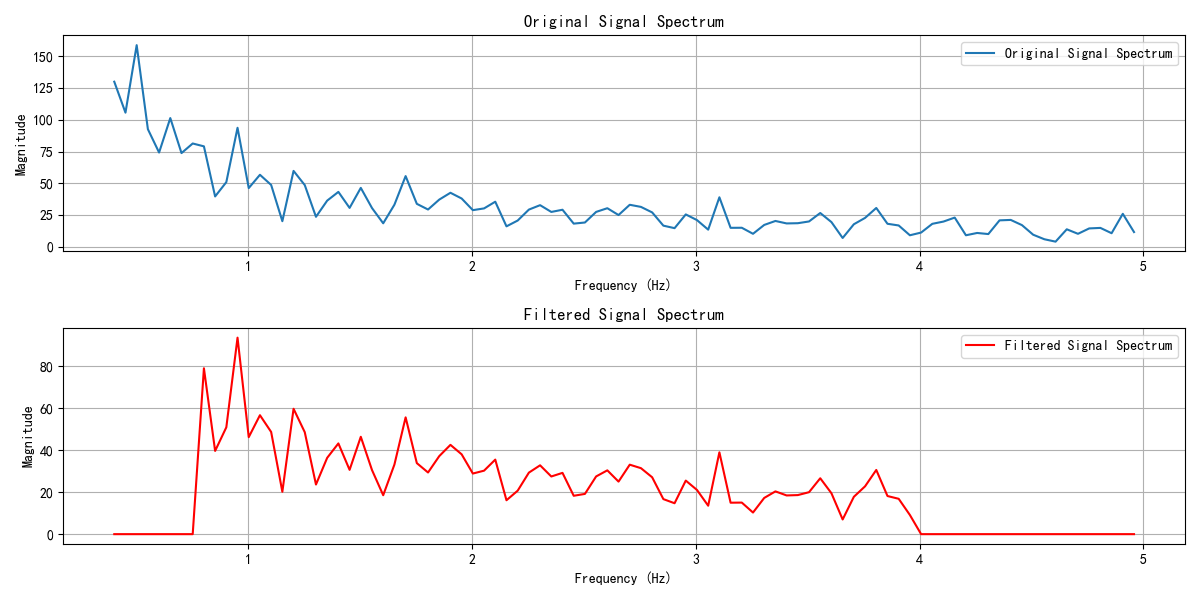 Original Signal Spectrum
Original Signal Spectrum
150
125
100
75
50
25
0
Magnitude
1 2 3 4 5
Frequency (Hz)
Filtered Signal Spectrum
Filtered Signal Spectrum
80
60
40
20
0
Magnitude
1 2 3 4 5
Frequency (Hz)